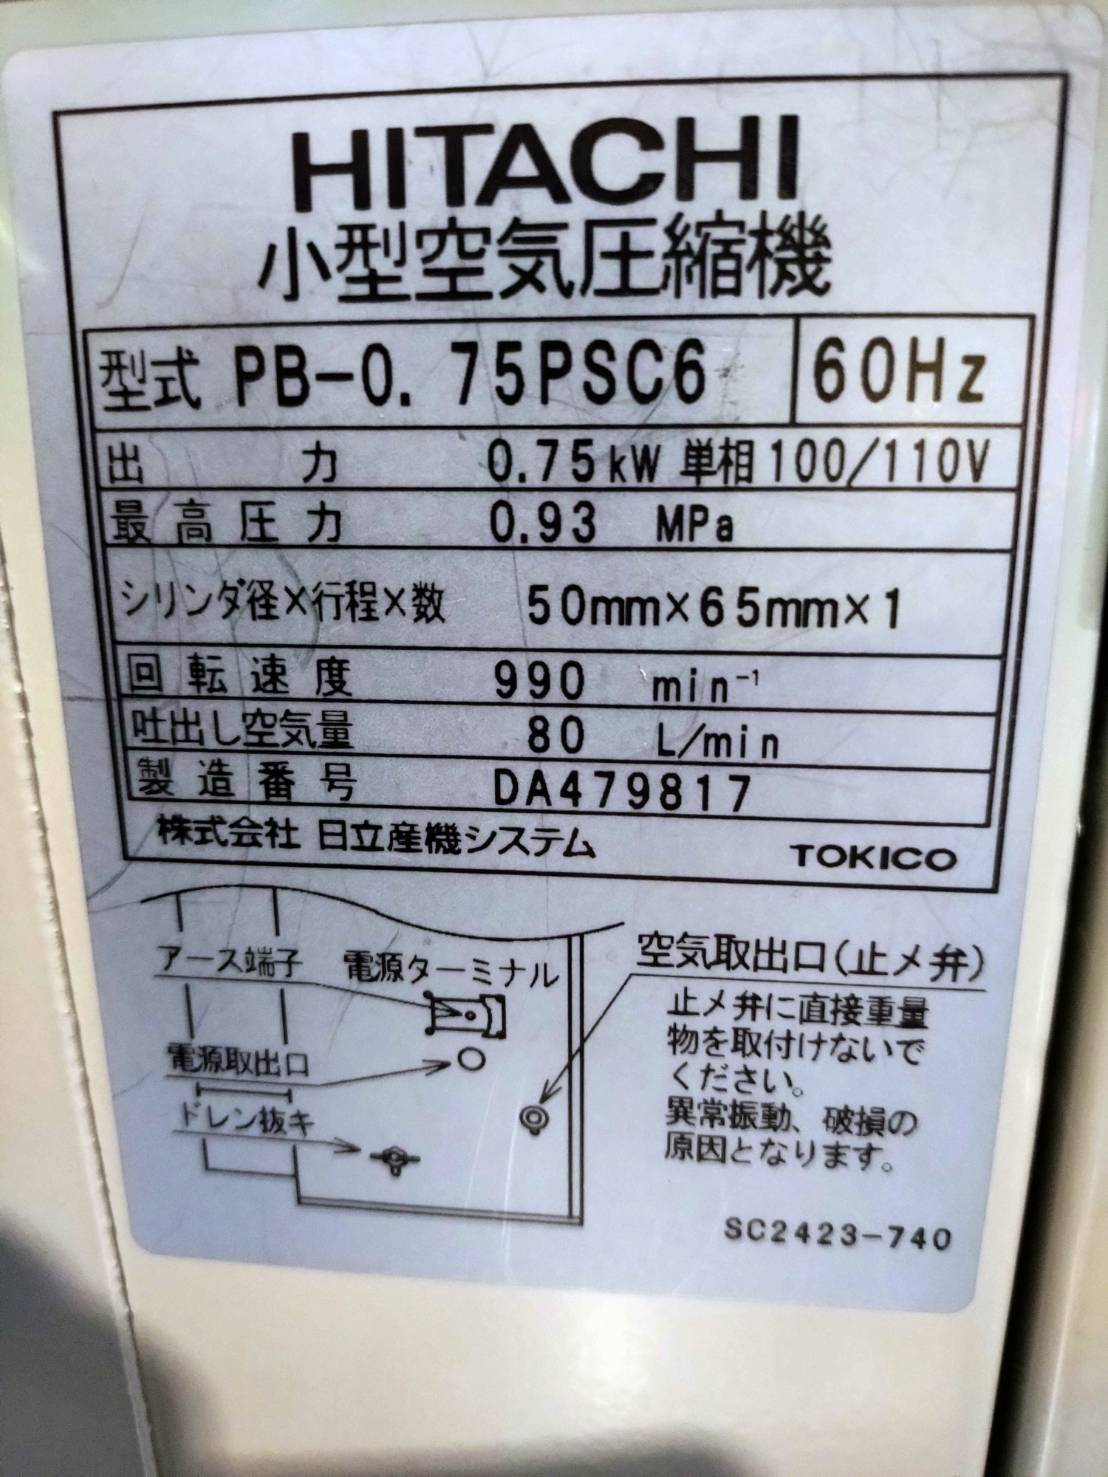 HITACHI
小型空気圧縮機
型式 PB-0.75PSC6 60Hz
出力 0.75kW 単相100/110V
最高圧力 0.93 MPa
シリンダ径×行程×数 50mm×65mm×1
回転速度 990 min⁻¹
吐出し空気量 80 L/min
製造番号 DA479817
株式会社 日立産機システム TOKICO
アース端子 電源ターミナル
空気取出口(止メ弁)
止メ弁に直接重量
物を取付けないで
ください。
異常振動、破損の
原因となります。
電源取出口
ドレン抜キ
SC2423-740